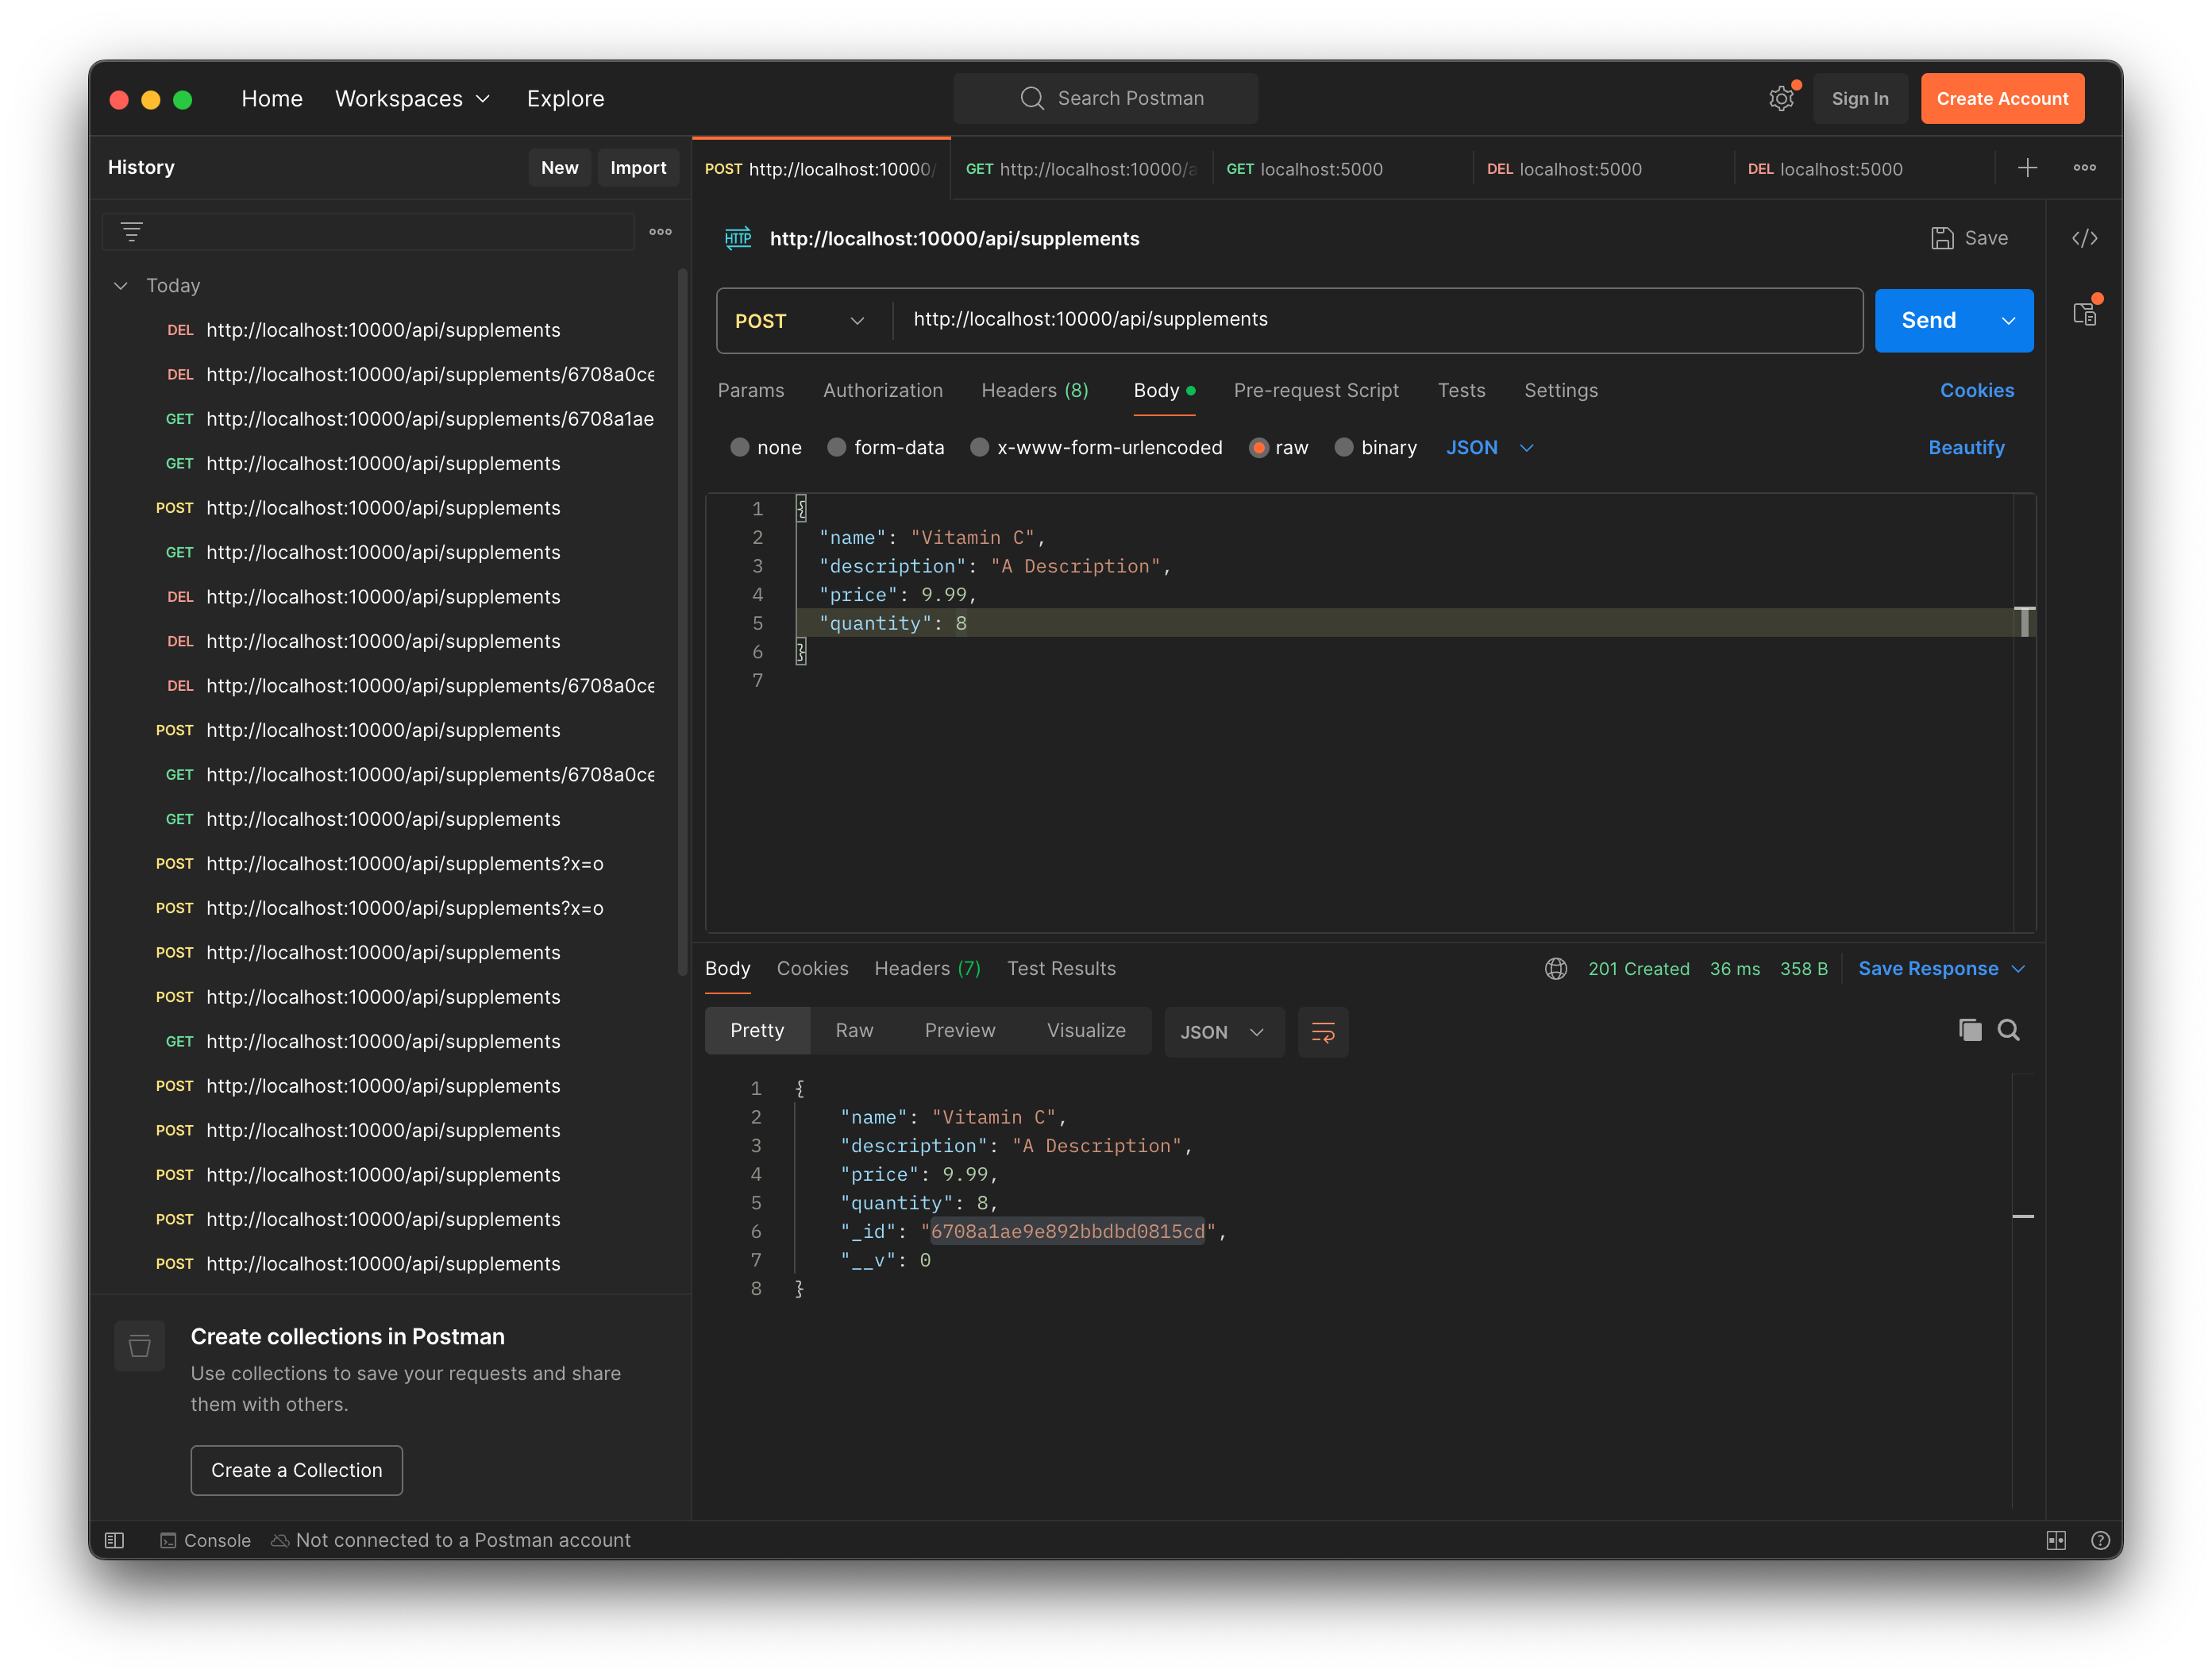 Home Workspaces Explore Search Postman Sign In Create Account
History New Import
POST http://localhost:10000/ GET http://localhost:10000/a GET localhost:5000 DEL localhost:5000 DEL localhost:5000
Today
DEL http://localhost:10000/api/supplements
DEL http://localhost:10000/api/supplements/6708a0ce
GET http://localhost:10000/api/supplements/6708a1ae
GET http://localhost:10000/api/supplements
POST http://localhost:10000/api/supplements
GET http://localhost:10000/api/supplements
DEL http://localhost:10000/api/supplements
DEL http://localhost:10000/api/supplements
DEL http://localhost:10000/api/supplements/6708a0ce
POST http://localhost:10000/api/supplements
GET http://localhost:10000/api/supplements/6708a0ce
GET http://localhost:10000/api/supplements
POST http://localhost:10000/api/supplements?x=o
POST http://localhost:10000/api/supplements?x=o
POST http://localhost:10000/api/supplements
POST http://localhost:10000/api/supplements
GET http://localhost:10000/api/supplements
POST http://localhost:10000/api/supplements
POST http://localhost:10000/api/supplements
POST http://localhost:10000/api/supplements
POST http://localhost:10000/api/supplements
POST http://localhost:10000/api/supplements
Create collections in Postman
Use collections to save your requests and share
them with others.
Create a Collection
HTTP http://localhost:10000/api/supplements Save
POST http://localhost:10000/api/supplements Send
Params Authorization Headers (8) Body Pre-request Script Tests Settings Cookies
none form-data x-www-form-urlencoded raw binary JSON Beautify
1 {
2 "name": "Vitamin C",
3 "description": "A Description",
4 "price": 9.99,
5 "quantity": 8
6 }
7
Body Cookies Headers (7) Test Results 201 Created 36 ms 358 B Save Response
Pretty Raw Preview Visualize JSON
1 {
2 "name": "Vitamin C",
3 "description": "A Description",
4 "price": 9.99,
5 "quantity": 8,
6 "_id": "6708a1ae9e892bbdbd0815cd",
7 "__v": 0
8 }
Console Not connected to a Postman account